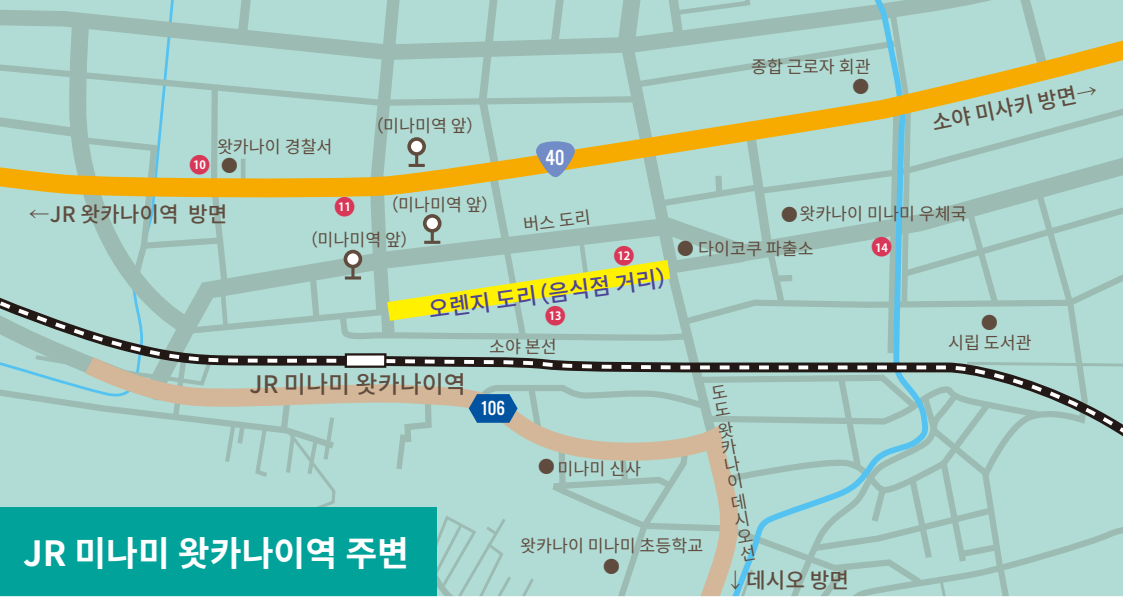 종합 근로자 회관
소야 미사키 방면→
(미나미역 앞)
왓카나이 경찰서
10
40
11
←JR 왓카나이역 방면
(미나미역 앞)
버스 도리
왓카나이 미나미 우체국
(미나미역 앞)
12
다이코쿠 파출소
14
오렌지 도리 (음식점 거리)
13
소야 본선
시립 도서관
JR 미나미 왓카나이역
106
도도 왓카나이 데시오선
미나미 신사
왓카나이 미나미 초등학교
↓데시오 방면
JR 미나미 왓카나이역 주변